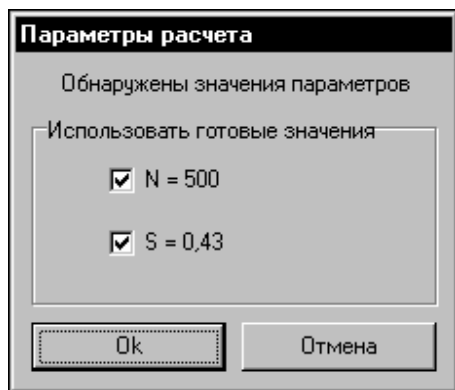 Параметры расчета
Обнаружены значения параметров
Использовать готовые значения
N = 500
S = 0,43
Ok
Отмена